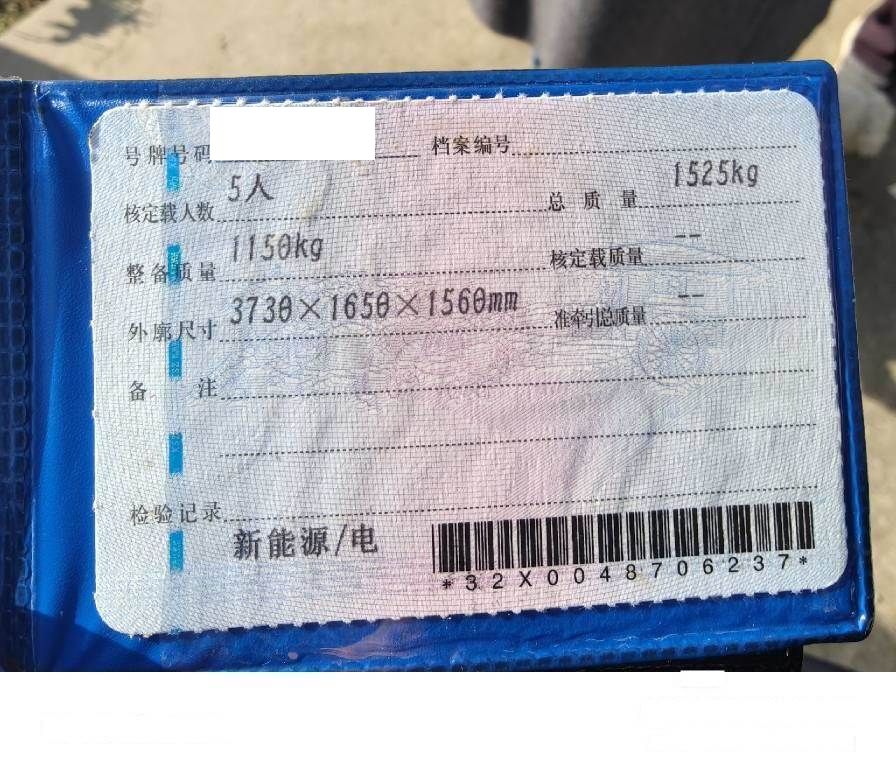 号牌号码 档案编号
核定载人数 5人 总质量 1525kg
整备质量 1150kg 核定载质量 --
外廓尺寸 3730×1650×1560mm 准牵引总质量 --
备注
检验记录
新能源/电
*32X0048706237*